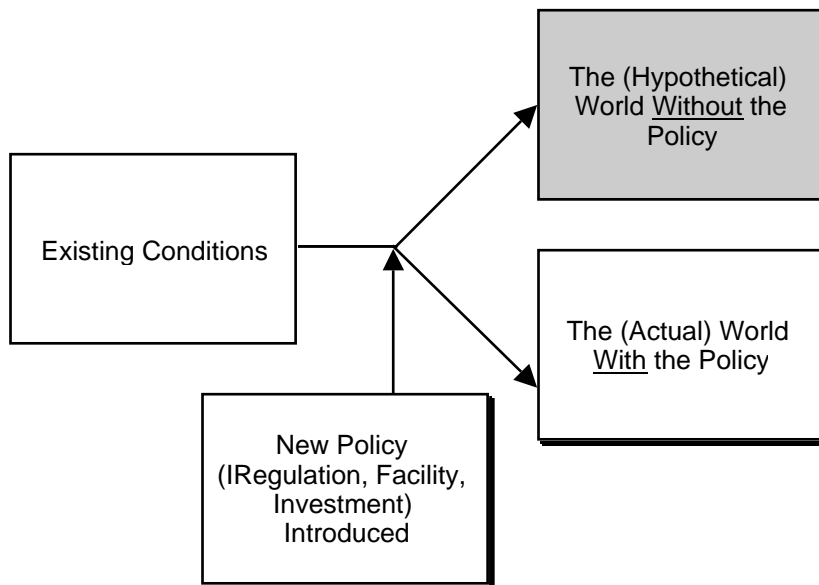 The (Hypothetical)
World Without the
Policy
Existing Conditions
The (Actual) World
With the Policy
New Policy
(IRegulation, Facility,
Investment)
Introduced